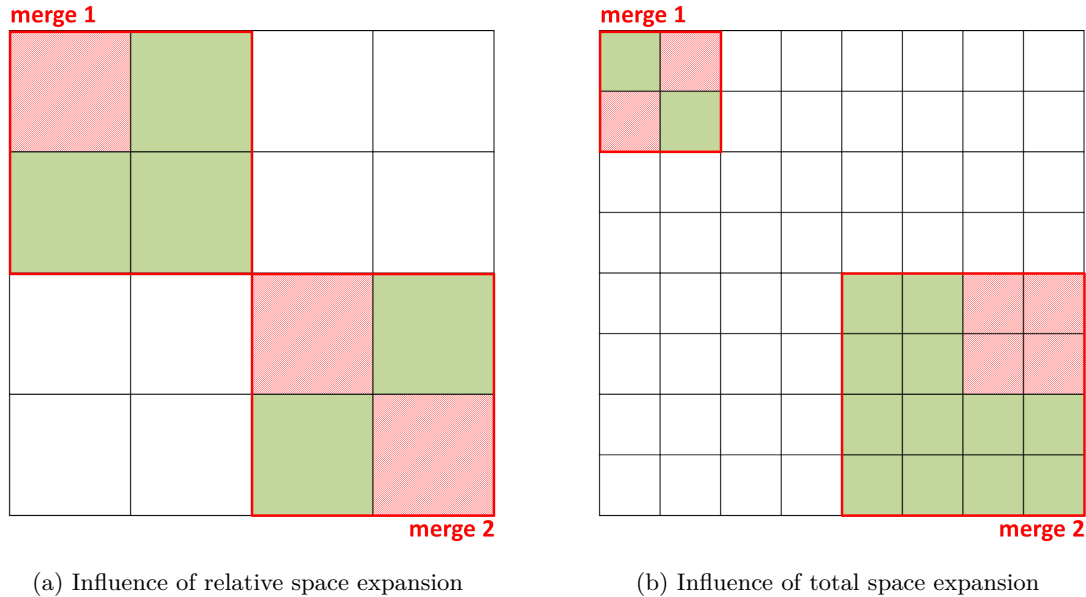 merge 1
merge 1
merge 2
merge 2
(a) Influence of relative space expansion
(b) Influence of total space expansion